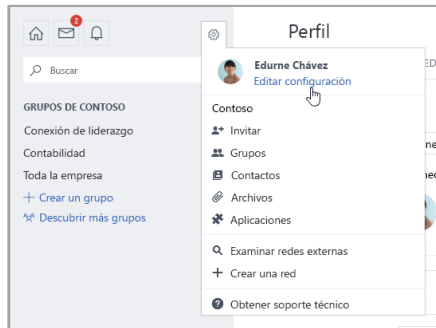 2
Perfil
Buscar
GRUPOS DE CONTOSO
Conexión de liderazgo
Contabilidad
Toda la empresa
Crear un grupo
Descubrir más grupos
Edurne Chávez
Editar configuración
Contoso
Invitar
Grupos
Contactos
Archivos
Aplicaciones
Examinar redes externas
Crear una red
Obtener soporte técnico